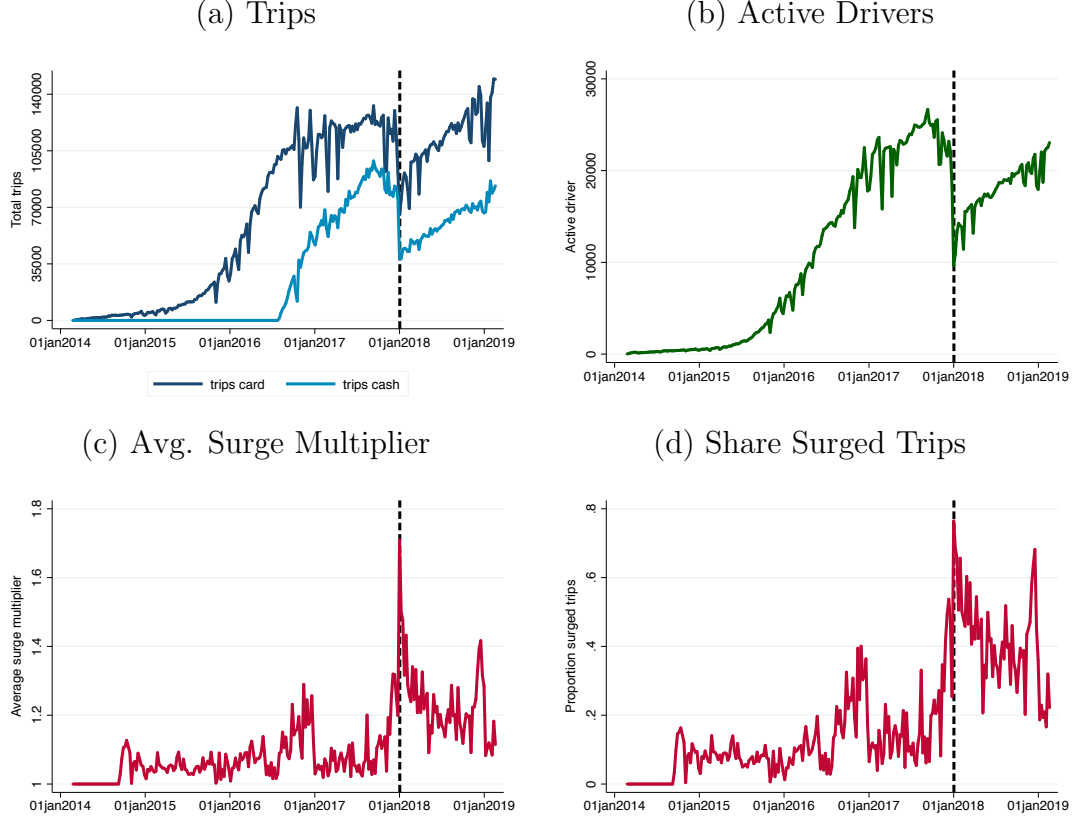 (a) Trips
Total trips
140000
105000
70000
35000
0
01jan2014 01jan2015 01jan2016 01jan2017 01jan2018 01jan2019
trips card trips cash
(b) Active Drivers
Active driver
30000
20000
10000
0
01jan2014 01jan2015 01jan2016 01jan2017 01jan2018 01jan2019
(c) Avg. Surge Multiplier
Average surge multiplier
1.8
1.6
1.4
1.2
1
01jan2014 01jan2015 01jan2016 01jan2017 01jan2018 01jan2019
(d) Share Surged Trips
Proportion surged trips
.8
.6
.4
.2
0
01jan2014 01jan2015 01jan2016 01jan2017 01jan2018 01jan2019